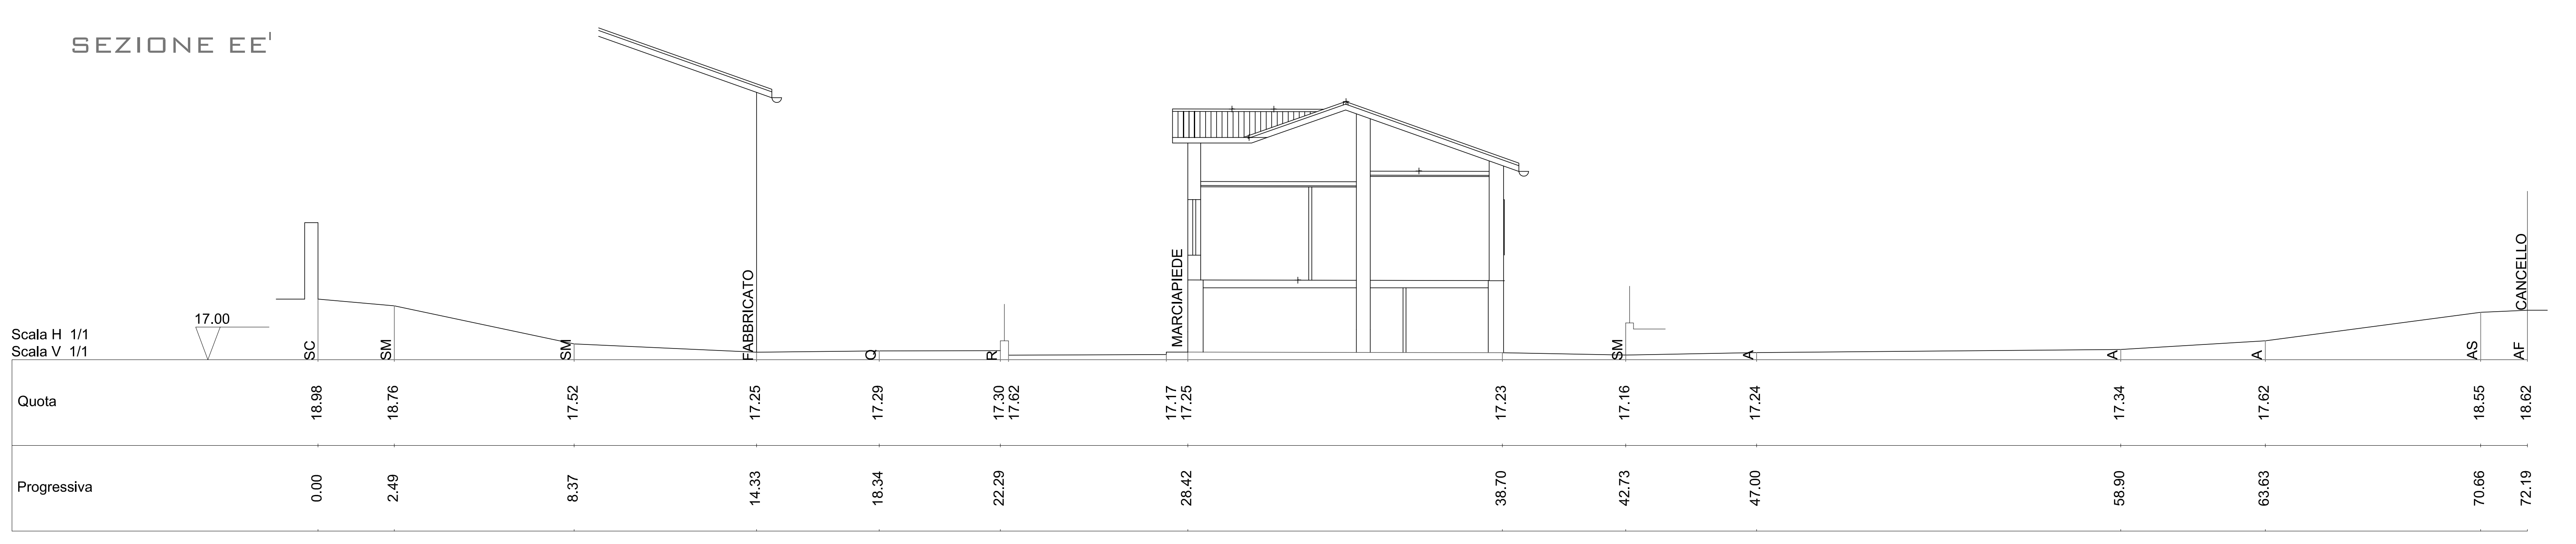 SEZIONE EE'
17.00
Scala H 1/1
Scala V 1/1
SC
SM
SM
FABBRICATO
Q
R
MARCIAPIEDE
SM
A
A
A
AS
AF
CANCELLO
Quota
18.98
18.76
17.52
17.25
17.29
17.30
17.62
17.17
17.25
17.23
17.16
17.24
17.34
17.62
18.55
18.62
Progressiva
0.00
2.49
8.37
14.33
18.34
22.29
28.42
38.70
42.73
47.00
58.90
63.63
70.66
72.19